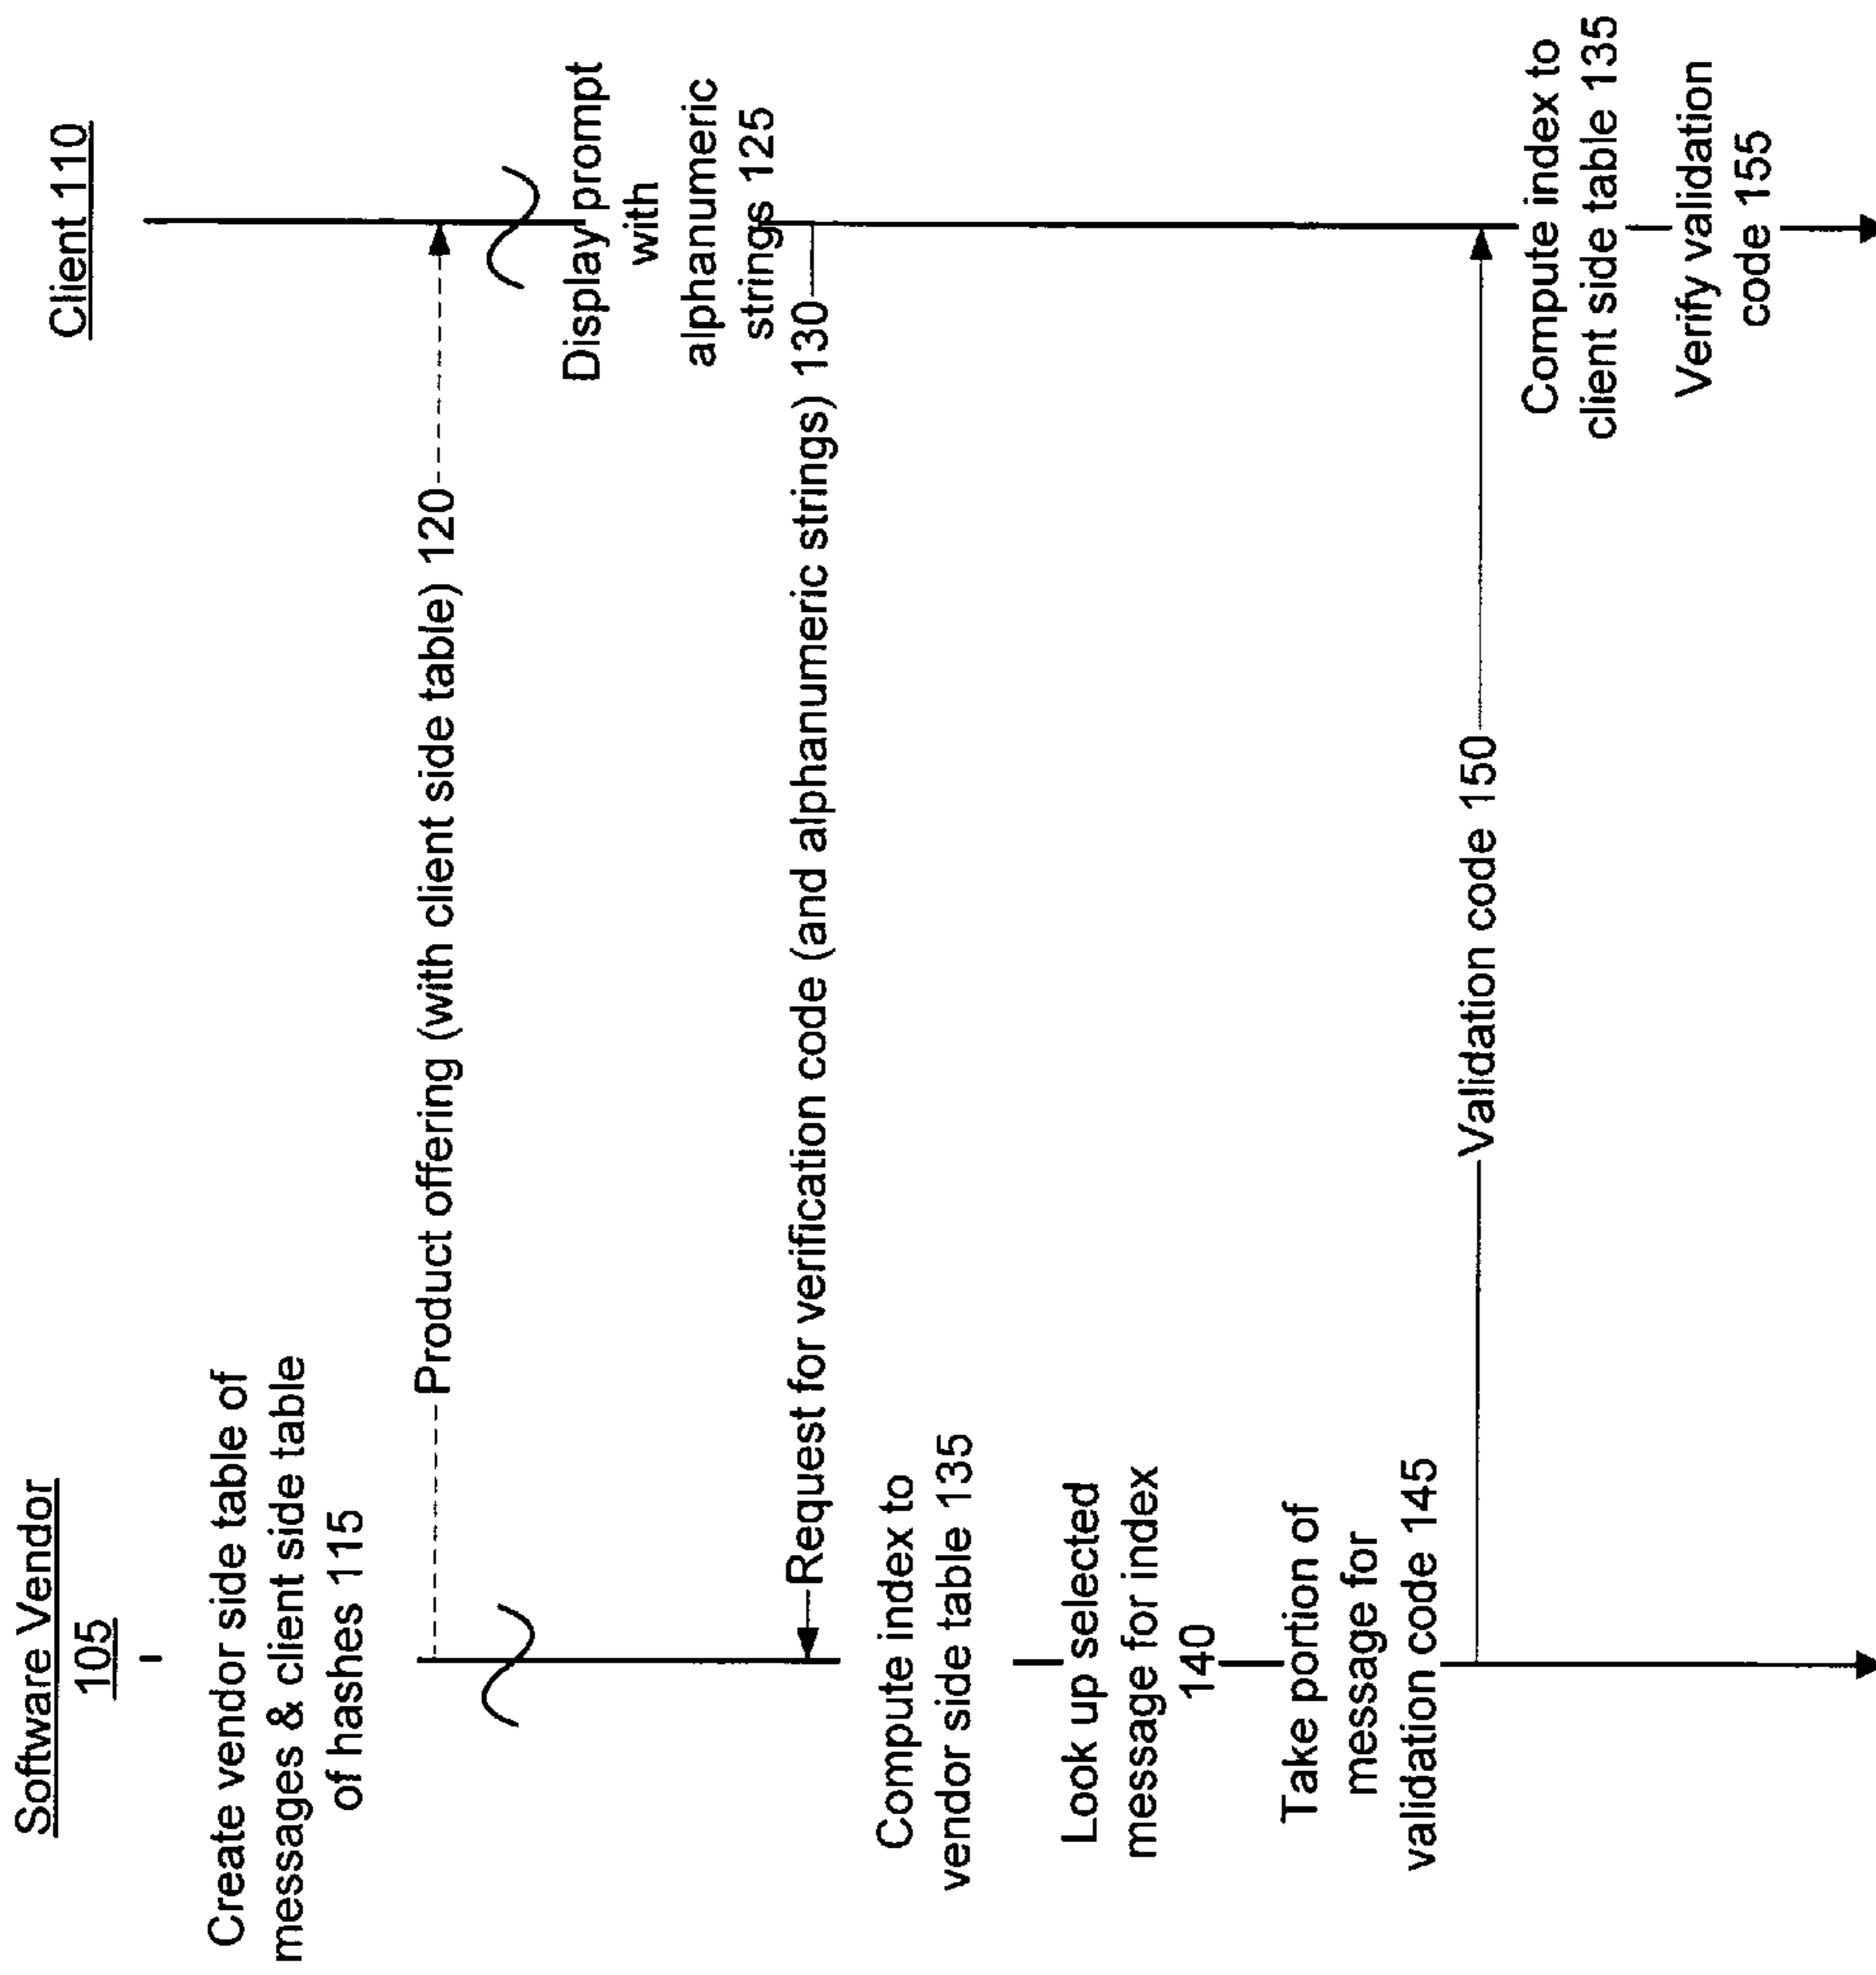 Software Vendor
105
Client 110
Create vendor side table of
messages & client side table
of hashes 115
Product offering (with client side table) 120
Display prompt
with
alphanumeric
strings 125
Request for verification code (and alphanumeric strings) 130
Compute index to
vendor side table 135
Look up selected
message for index
140
Take portion of
message for
validation code 145
Validation code 150
Compute index to
client side table 135
Verify validation
code 155